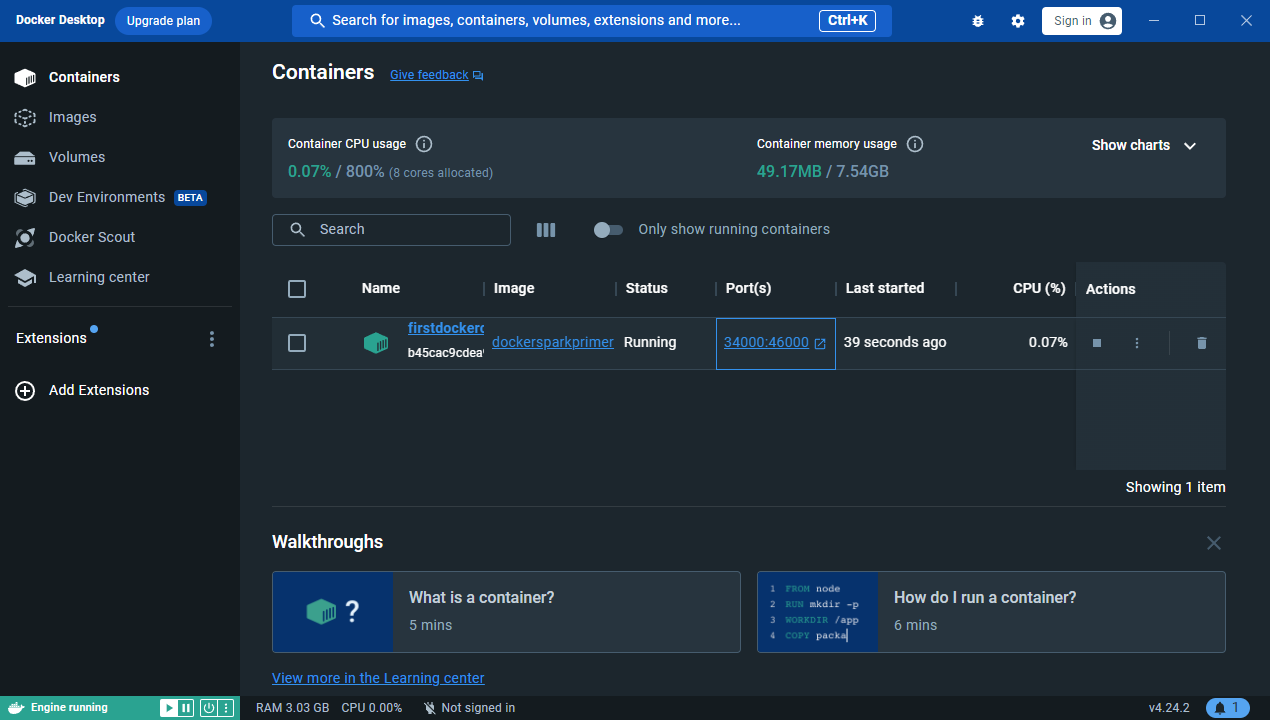 Docker Desktop Upgrade plan Search for images, containers, volumes, extensions and more... Ctrl+K Sign in
Containers
Images
Volumes
Dev Environments BETA
Docker Scout
Learning center
Extensions
Add Extensions
Containers Give feedback
Container CPU usage
0.07% / 800% (8 cores allocated)
Container memory usage
49.17MB / 7.54GB
Show charts
Search
Only show running containers
Name Image Status Port(s) Last started CPU (%) Actions
firstdockerc dockersparkprimer Running 34000:46000 39 seconds ago 0.07%
b45cac9cdea
Showing 1 item
Walkthroughs
?
What is a container?
5 mins
1 FROM node
2 RUN mkdir -p
3 WORKDIR /app
4 COPY packa
How do I run a container?
6 mins
View more in the Learning center
Engine running RAM 3.03 GB CPU 0.00% Not signed in v4.24.2 1